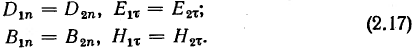 D₁ₙ = D₂ₙ, E₁τ = E₂τ;
B₁ₙ = B₂ₙ, H₁τ = H₂τ.
(2.17)